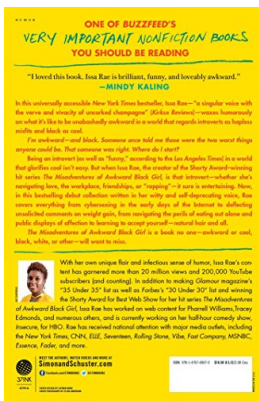 HUMOR
ONE OF BUZZFEED'S
VERY IMPORTANT NONFICTION BOOKS
YOU SHOULD BE READING
"I loved this book. Issa Rae is brilliant, funny, and loveably awkward."
—MINDY KALING
In this universally accessible New York Times bestseller, Issa Rae—"a singular voice with
the verve and vivacity of uncorked champagne" (Kirkus Reviews)—waxes humorously
on what it's like to be unabashedly awkward in a world that regards introverts as hapless
misfits and black as cool.
I'm awkward—and black. Someone once told me those were the two worst things
anyone could be. That someone was right. Where do I start?
Being an introvert (as well as "funny," according to the Los Angeles Times) in a world
that glorifies cool isn't easy. But when Issa Rae, the creator of the Shorty Award-winning
hit series The Misadventures of Awkward Black Girl, is that introvert—whether she's
navigating love, the workplace, friendships, or "rapping"—it sure is entertaining. Now,
in this bestselling debut collection written in her witty and self-deprecating voice, Rae
covers everything from cybersexing in the early days of the Internet to deflecting
unsolicited comments on weight gain, from navigating the perils of eating out alone and
public displays of affection to learning to accept yourself—natural hair and all.
The Misadventures of Awkward Black Girl is a book no one—awkward or cool,
black, white, or other—will want to miss.
With her own unique flair and infectious sense of humor, Issa Rae's con-
tent has garnered more than 20 million views and 200,000 YouTube
subscribers (and counting). In addition to making Glamour magazine's
"35 Under 35" list as well as Forbes's "30 Under 30" list and winning
the Shorty Award for Best Web Show for her hit series The Misadventures
of Awkward Black Girl, Issa Rae has worked on web content for Pharrell Williams, Tracey
Edmonds, and numerous others, and is currently working on her half-hour comedy show,
Insecure, for HBO. Rae has received national attention with major media outlets, including
the New York Times, CNN, ELLE, Seventeen, Rolling Stone, Vibe, Fast Company, MSNBC,
Essence, Fader, and more.
MEET THE AUTHORS, WATCH VIDEOS AND MORE AT
SimonandSchuster.com
37INK